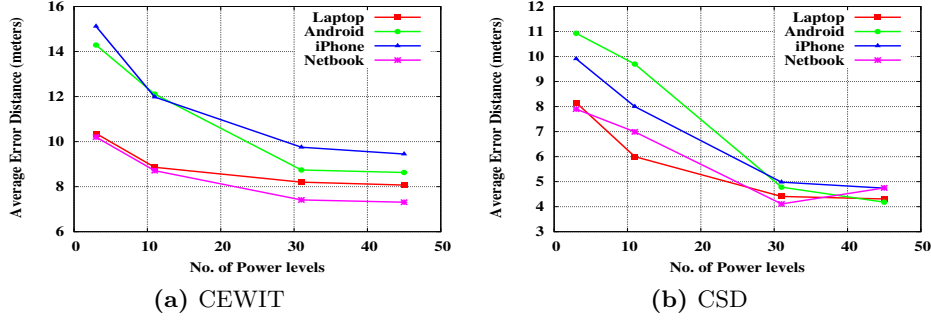 Average Error Distance (meters)
16
14
12
10
8
6
0 10 20 30 40 50
No. of Power levels
Laptop
Android
iPhone
Netbook
(a) CEWIT
Average Error Distance (meters)
12
11
10
9
8
7
6
5
4
3
0 10 20 30 40 50
No. of Power levels
Laptop
Android
iPhone
Netbook
(b) CSD